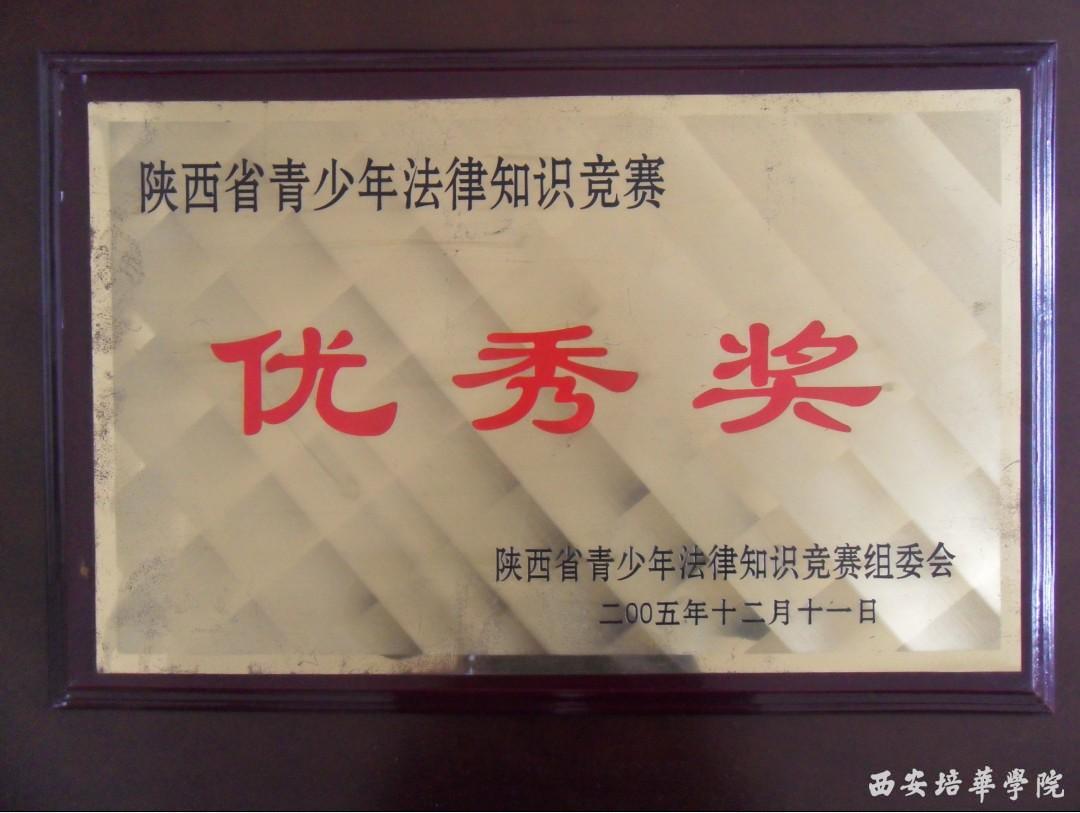 陕西省青少年法律知识竞赛
优秀奖
陕西省青少年法律知识竞赛组委会
二00五年十二月十一日
西安培華學院